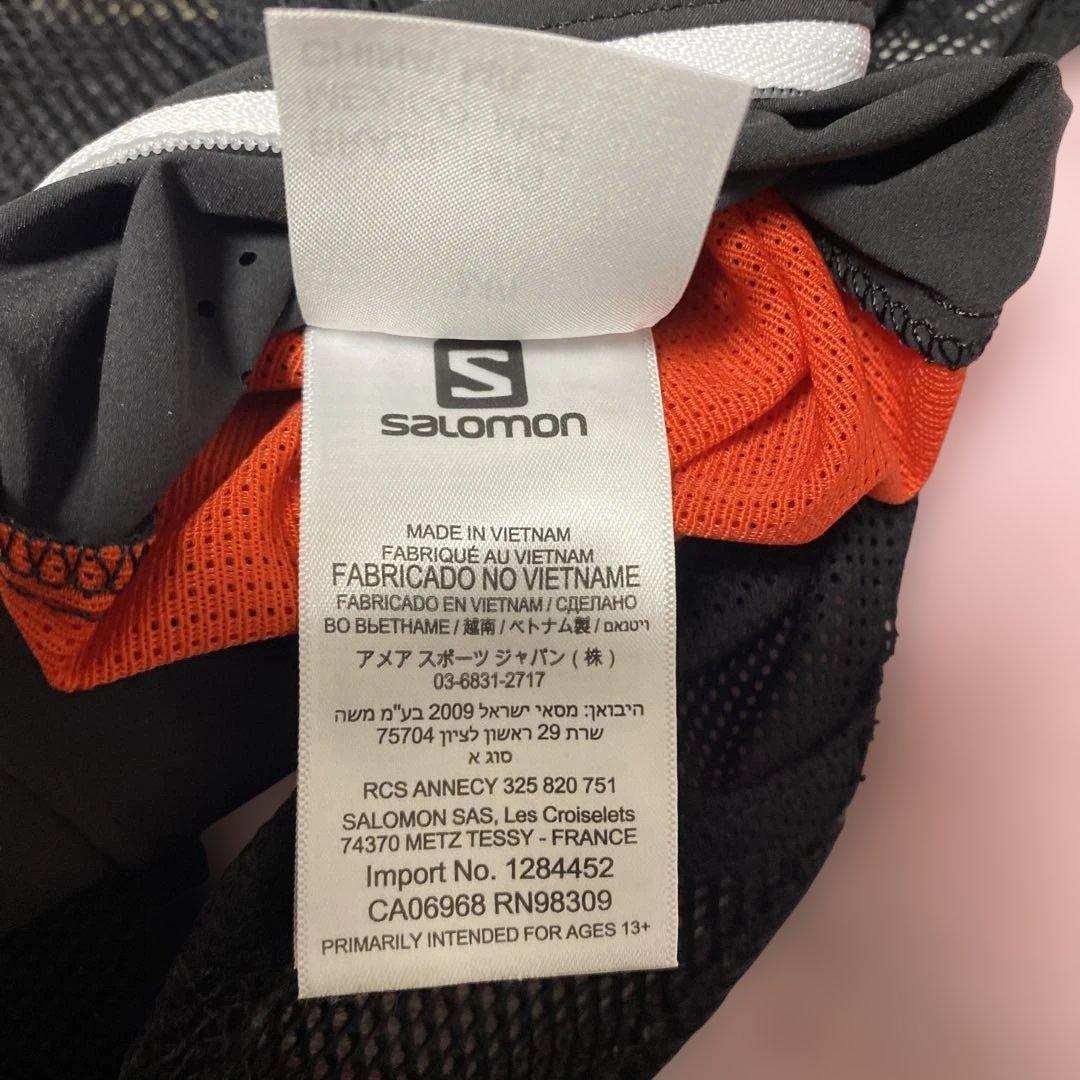 S
SALOMON
MADE IN VIETNAM
FABRIQUÉ AU VIETNAM
FABRICADO NO VIETNAME
FABRICADO EN VIETNAM / СДЕЛАНО
ВО ВЬЕТНАМЕ / 越南 / ベトナム製 / וייטנאם
アメア スポーツ ジャパン ( 株 )
03-6831-2717
היבואן: מסאי ישראל 2009 בע"מ משה
שרת 29 ראשון לציון 75704
סוג א
RCS ANNECY 325 820 751
SALOMON SAS, Les Croiselets
74370 METZ TESSY - FRANCE
Import No. 1284452
CA06968 RN98309
PRIMARILY INTENDED FOR AGES 13+